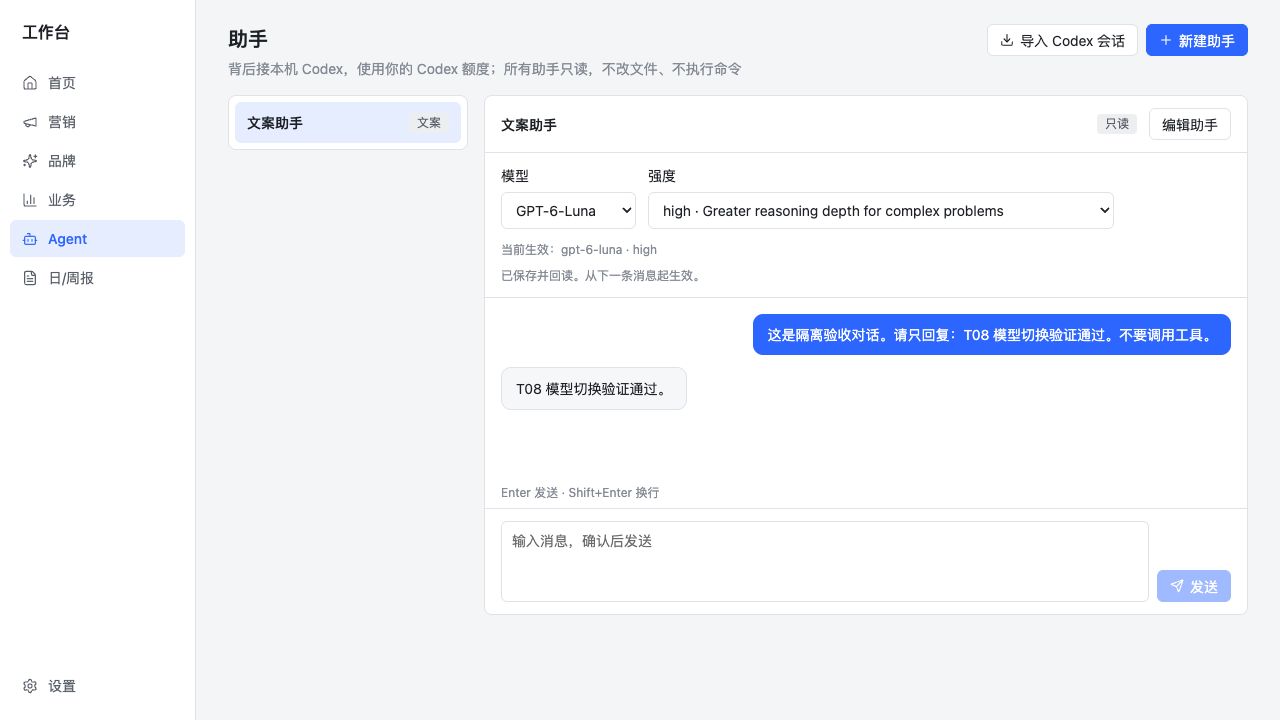 工作台
首页
营销
品牌
业务
Agent
日/周报
设置
助手
背后接本机 Codex，使用你的 Codex 额度；所有助手只读，不改文件、不执行命令
导入 Codex 会话
新建助手
文案助手
文案
文案助手
只读
编辑助手
模型
强度
GPT-6-Luna
high · Greater reasoning depth for complex problems
当前生效：gpt-6-luna · high
已保存并回读。从下一条消息起生效。
这是隔离验收对话。请只回复：T08 模型切换验证通过。不要调用工具。
T08 模型切换验证通过。
Enter 发送 · Shift+Enter 换行
输入消息，确认后发送
发送